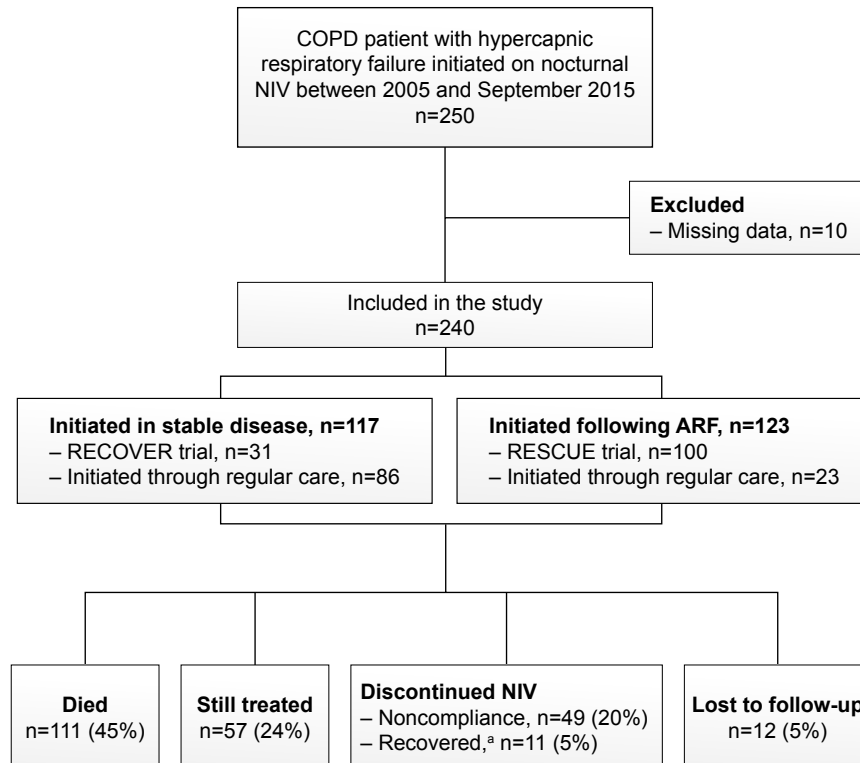 COPD patient with hypercapnic
respiratory failure initiated on nocturnal
NIV between 2005 and September 2015
n=250
Excluded
– Missing data, n=10
Included in the study
n=240
Initiated in stable disease, n=117
– RECOVER trial, n=31
– Initiated through regular care, n=86
Initiated following ARF, n=123
– RESCUE trial, n=100
– Initiated through regular care, n=23
Died
n=111 (45%)
Still treated
n=57 (24%)
Discontinued NIV
– Noncompliance, n=49 (20%)
– Recovered,ª n=11 (5%)
Lost to follow-up
n=12 (5%)